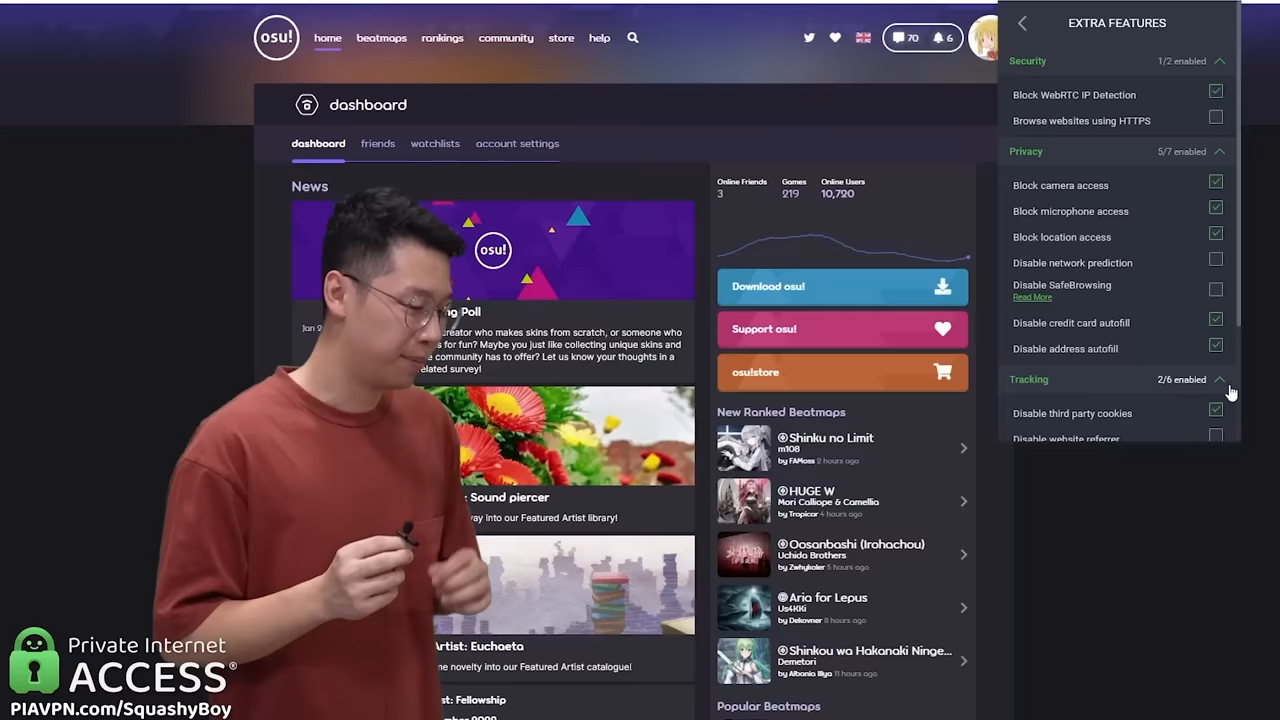 osu!
home
beatmaps
rankings
community
store
help
70
6
dashboard
dashboard
friends
watchlists
account settings
News
osu!
ng Poll
Jan 2
creator who makes skins from scratch, or someone who
s for fun? Maybe you just like collecting unique skins and
e community has to offer? Let us know your thoughts in a
related survey!
: Sound piercer
vay into our Featured Artist library!
Artist: Euchaeta
ne novelty into our Featured Artist catalogue!
st: Fellowship
Online Friends
3
Games
219
Online Users
10,720
Download osu!
Support osu!
osu!store
New Ranked Beatmaps
Shinku no Limit
m108
by FAMoss 2 hours ago
HUGE W
Mori Calliope & Camellia
by Tropicar 4 hours ago
Oosanbashi (Irohachou)
Uchida Brothers
by Zwhykoler 5 hours ago
Aria for Lepus
Us4KKi
by Dekovner 8 hours ago
Shinkou wa Hakanaki Ninge...
Demetori
by Albania Iliya 11 hours ago
Popular Beatmaps
EXTRA FEATURES
Security
1/2 enabled
Block WebRTC IP Detection
Browse websites using HTTPS
Privacy
5/7 enabled
Block camera access
Block microphone access
Block location access
Disable network prediction
Disable SafeBrowsing
Read More
Disable credit card autofill
Disable address autofill
Tracking
2/6 enabled
Disable third party cookies
Disable website referrer
Private Internet
ACCESS®
PIAVPN.com/SquashyBoy